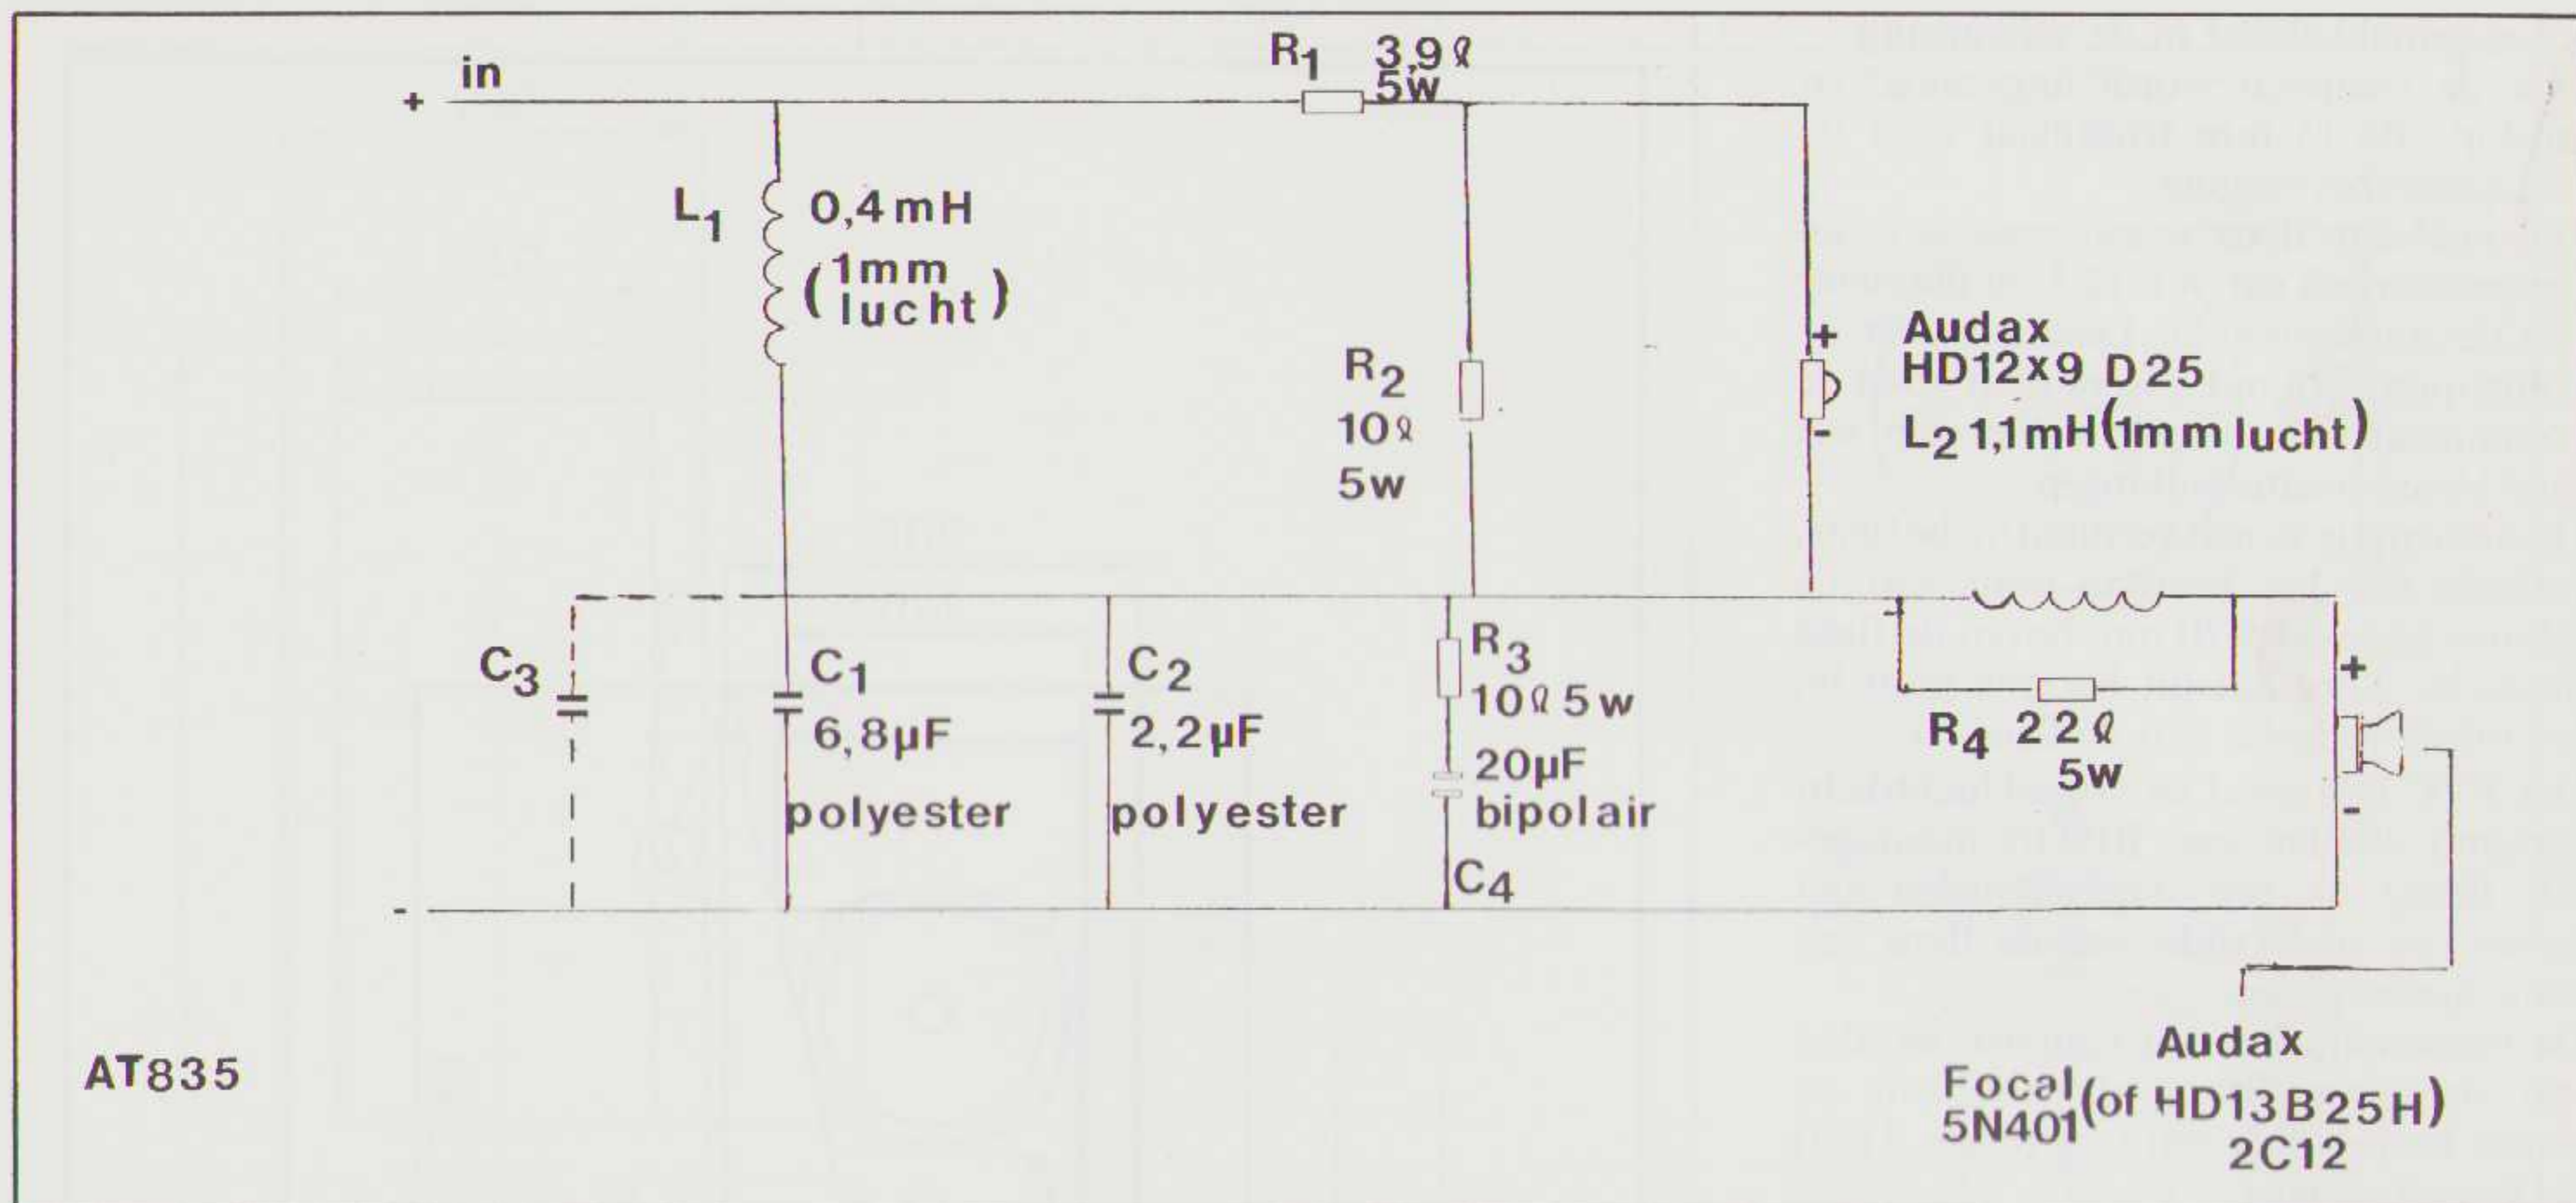 in
+
R1 3,9Ω
5w
L1 0,4mH
(1mm
lucht)
R2
10Ω
5w
+
Audax
HD12x9 D25
-
L2 1,1mH(1mm lucht)
C3
C1
6,8µF
polyester
C2
2,2µF
polyester
R3
10Ω 5w
20µF
bipolair
C4
R4 22Ω
5w
+
-
-
AT835
Audax
Focal (of HD13B25H)
5N401
2C12